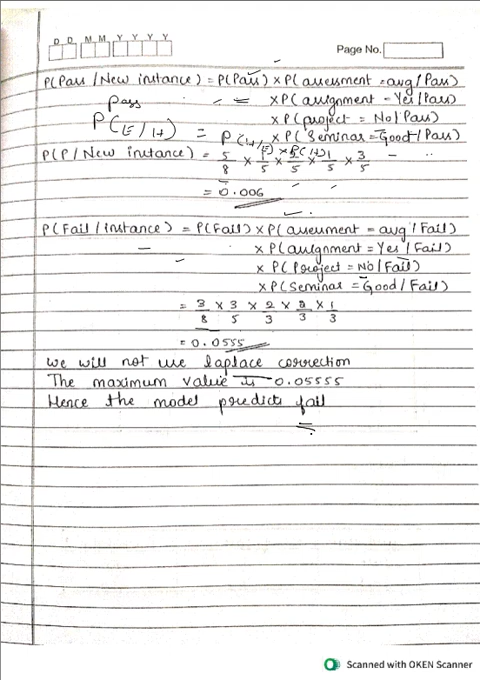 D D M M Y Y Y Y
Page No.
P(Pass / New instance) = P(Pass) × P(assessment = avg / Pass)
× P(assignment = Yes / Pass)
× P(project = No / Pass)
× P(Seminar = Good / Pass)
Pass
P(E/H) = P(H/E) × P(H)
P(P / New instance) = 5/8 × 1/5 × 5/5 × 1/5 × 3/5
= 0.006
P(Fail / instance) = P(Fail) × P(assessment = avg / Fail)
× P(assignment = Yes / Fail)
× P(Project = No / Fail)
× P(Seminar = Good / Fail)
= 3/8 × 3/5 × 2/3 × /3 × 1/3
= 0.0555
We will not use laplace correction
The maximum value is 0.05555
Hence the model predicts fail
Scanned with OKEN Scanner